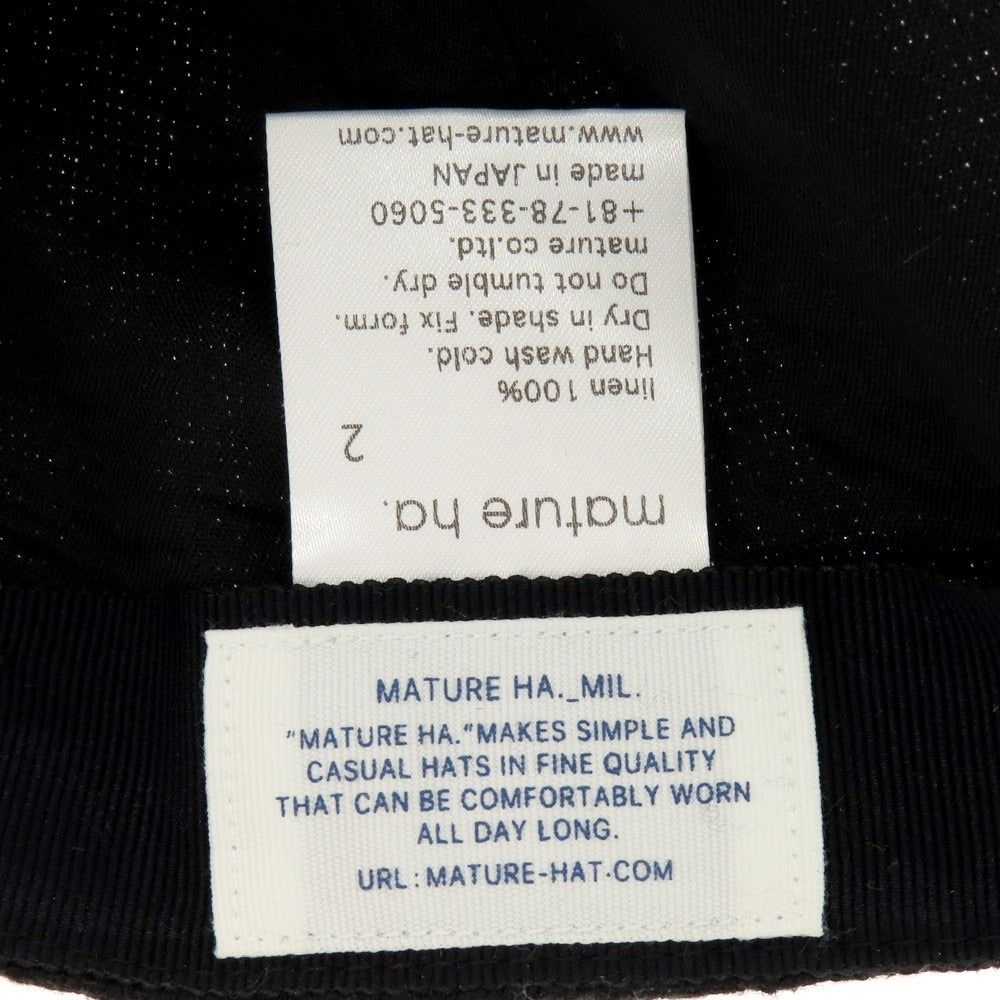 mature ha.
2
linen 100%
Hand wash cold.
Dry in shade. Fix form.
Do not tumble dry.
mature co.ltd.
+81-78-333-5060
made in JAPAN
www.mature-hat.com
MATURE HA._MIL.
"MATURE HA."MAKES SIMPLE AND
CASUAL HATS IN FINE QUALITY
THAT CAN BE COMFORTABLY WORN
ALL DAY LONG.
URL:MATURE-HAT.COM